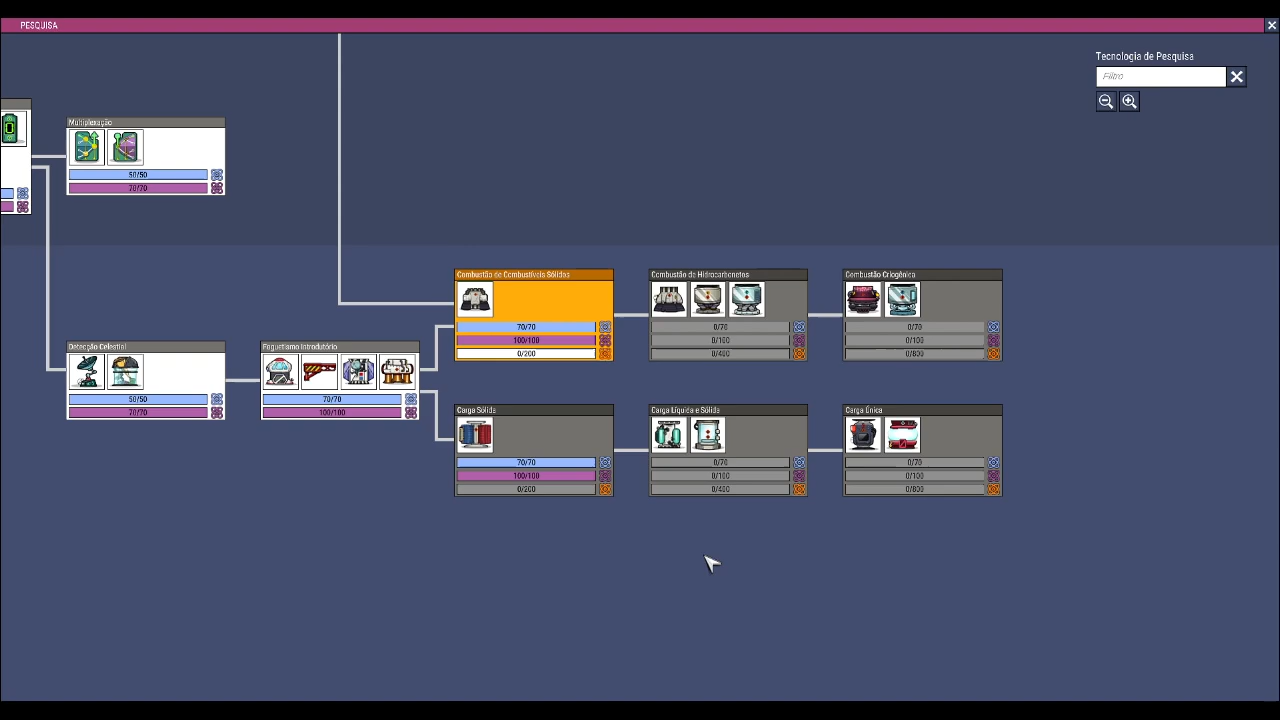 PESQUISA
Tecnologia de Pesquisa
Filtro
Multiplexação
50/50
70/70
Combustão de Combustíveis Sólidos
70/70
100/100
0/200
Combustão de Hidrocarbonetos
0/70
0/100
0/400
Combustão Criogênica
0/70
0/100
0/800
Detecção Celestial
50/50
70/70
Foguetismo Introdutório
70/70
100/100
Carga Sólida
70/70
100/100
0/200
Carga Líquida e Sólida
0/70
0/100
0/400
Carga Única
0/70
0/100
0/800